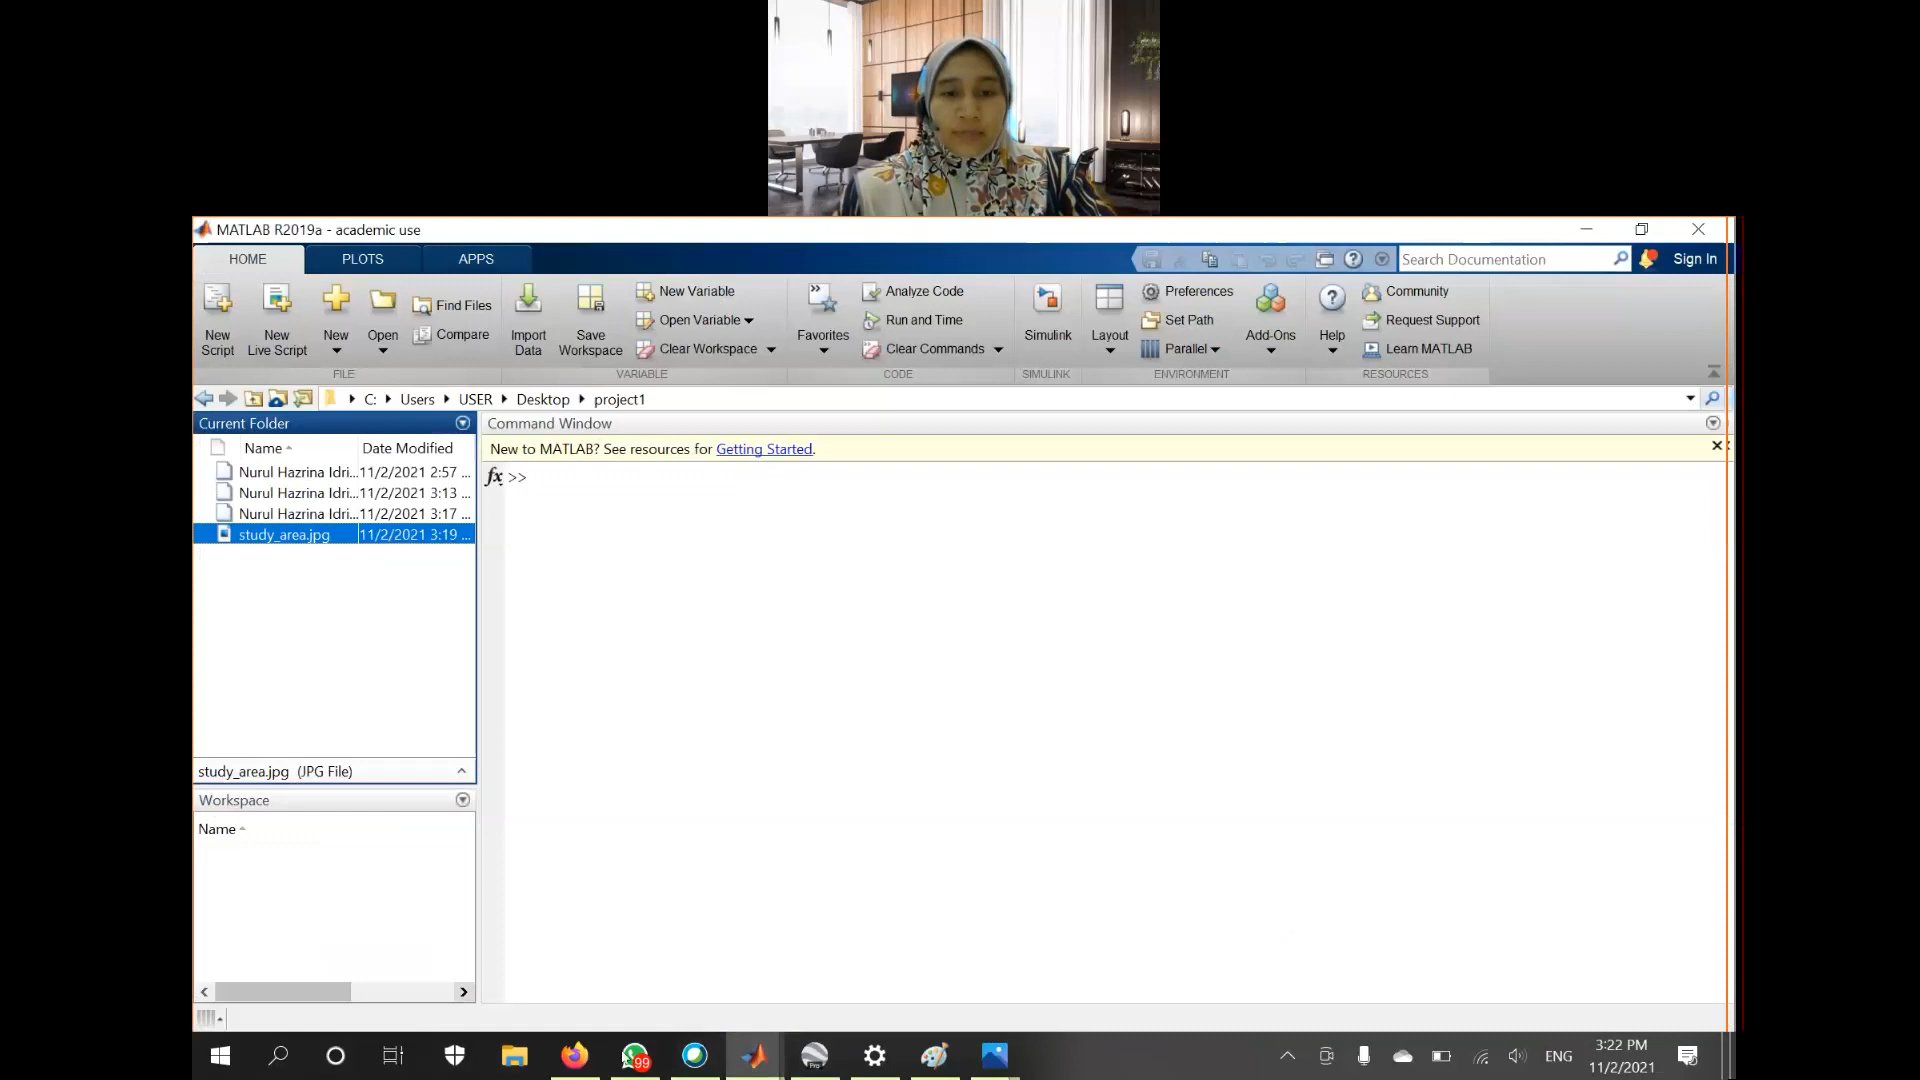 MATLAB R2019a - academic use
HOME PLOTS APPS Search Documentation Sign In
New Script
New Live Script
New
Open
Find Files
Compare
Import Data
Save Workspace
New Variable
Open Variable
Clear Workspace
Favorites
Analyze Code
Run and Time
Clear Commands
Simulink
Layout
Preferences
Set Path
Parallel
Add-Ons
Help
Community
Request Support
Learn MATLAB
FILE VARIABLE CODE SIMULINK ENVIRONMENT RESOURCES
C: Users USER Desktop project1
Current Folder
Name Date Modified
Nurul Hazrina Idri... 11/2/2021 2:57 ...
Nurul Hazrina Idri... 11/2/2021 3:13 ...
Nurul Hazrina Idri... 11/2/2021 3:17 ...
study_area.jpg 11/2/2021 3:19 ...
study_area.jpg (JPG File)
Workspace
Name
Command Window
New to MATLAB? See resources for Getting Started.
fx >>
99
Pro
ENG
3:22 PM
11/2/2021